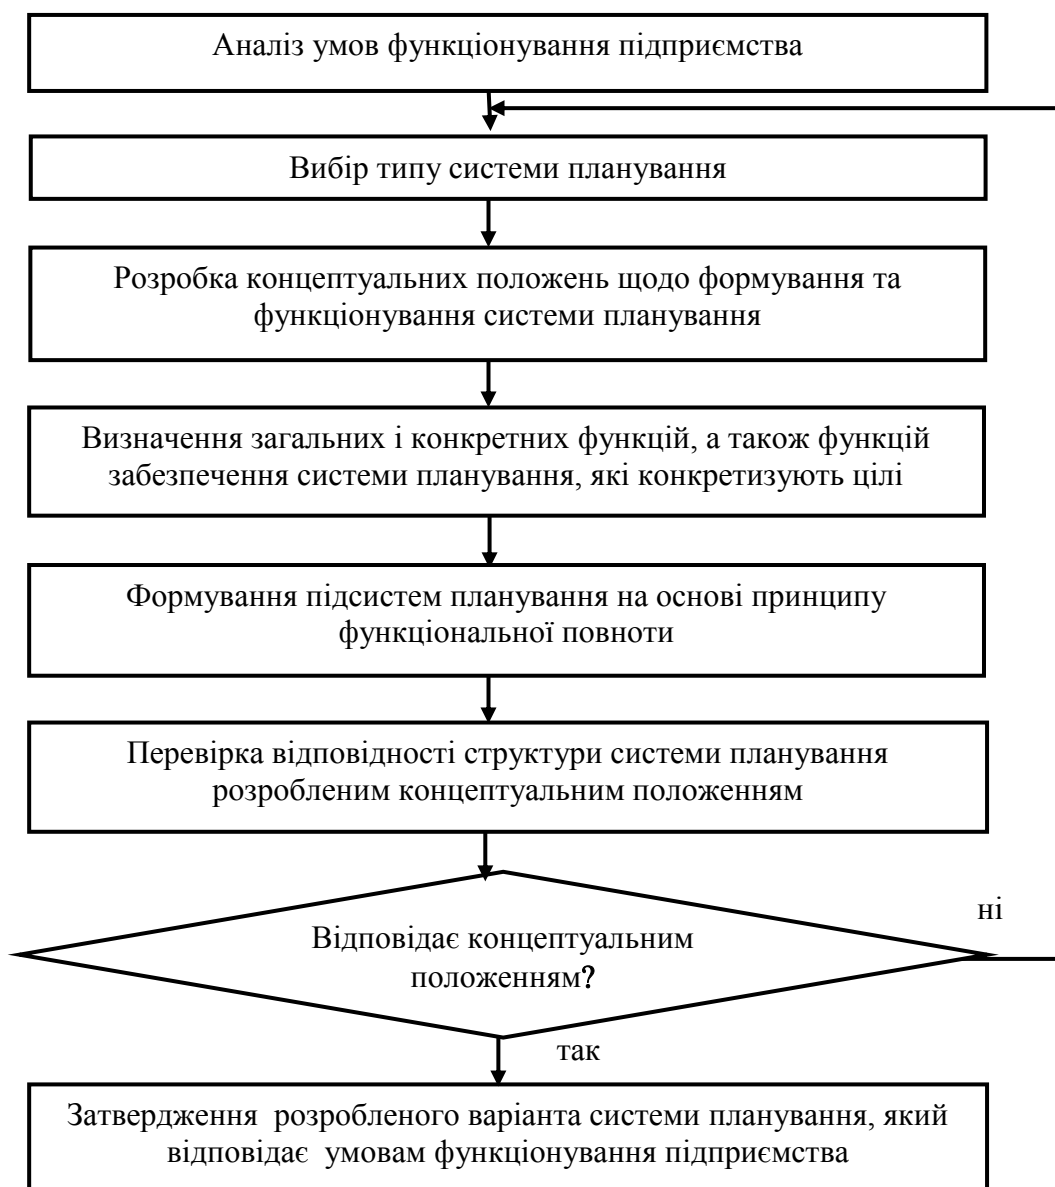 Аналіз умов функціонування підприємства
Вибір типу системи планування
Розробка концептуальних положень щодо формування та
функціонування системи планування
Визначення загальних і конкретних функцій, а також функцій
забезпечення системи планування, які конкретизують цілі
Формування підсистем планування на основі принципу
функціональної повноти
Перевірка відповідності структури системи планування
розробленим концептуальним положенням
ні
Відповідає концептуальним
положенням?
так
Затвердження розробленого варіанта системи планування, який
відповідає умовам функціонування підприємства